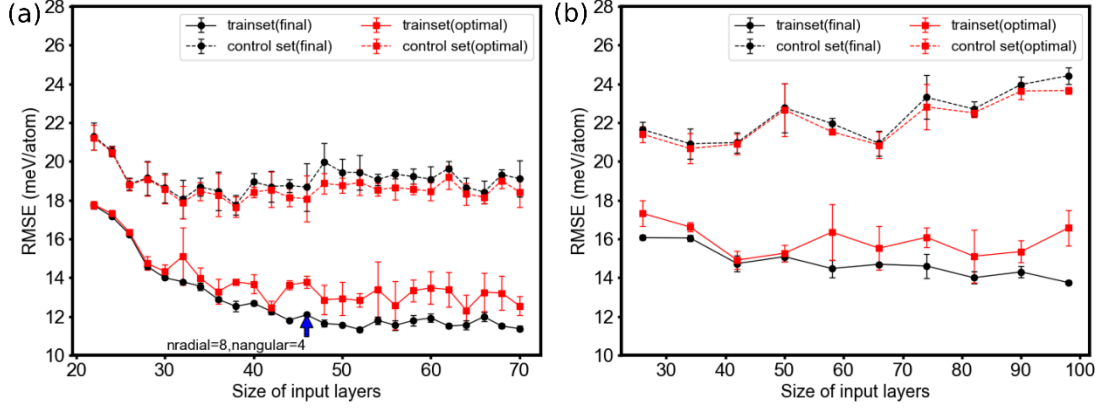 (a)
28
26
24
22
20
18
16
14
12
10
RMSE (meV/atom)
trainset(final)
control set(final)
trainset(optimal)
control set(optimal)
nradial=8,nangular=4
20 30 40 50 60 70
Size of input layers
(b)
28
26
24
22
20
18
16
14
12
10
RMSE (meV/atom)
trainset(final)
control set(final)
trainset(optimal)
control set(optimal)
30 40 50 60 70 80 90 100
Size of input layers